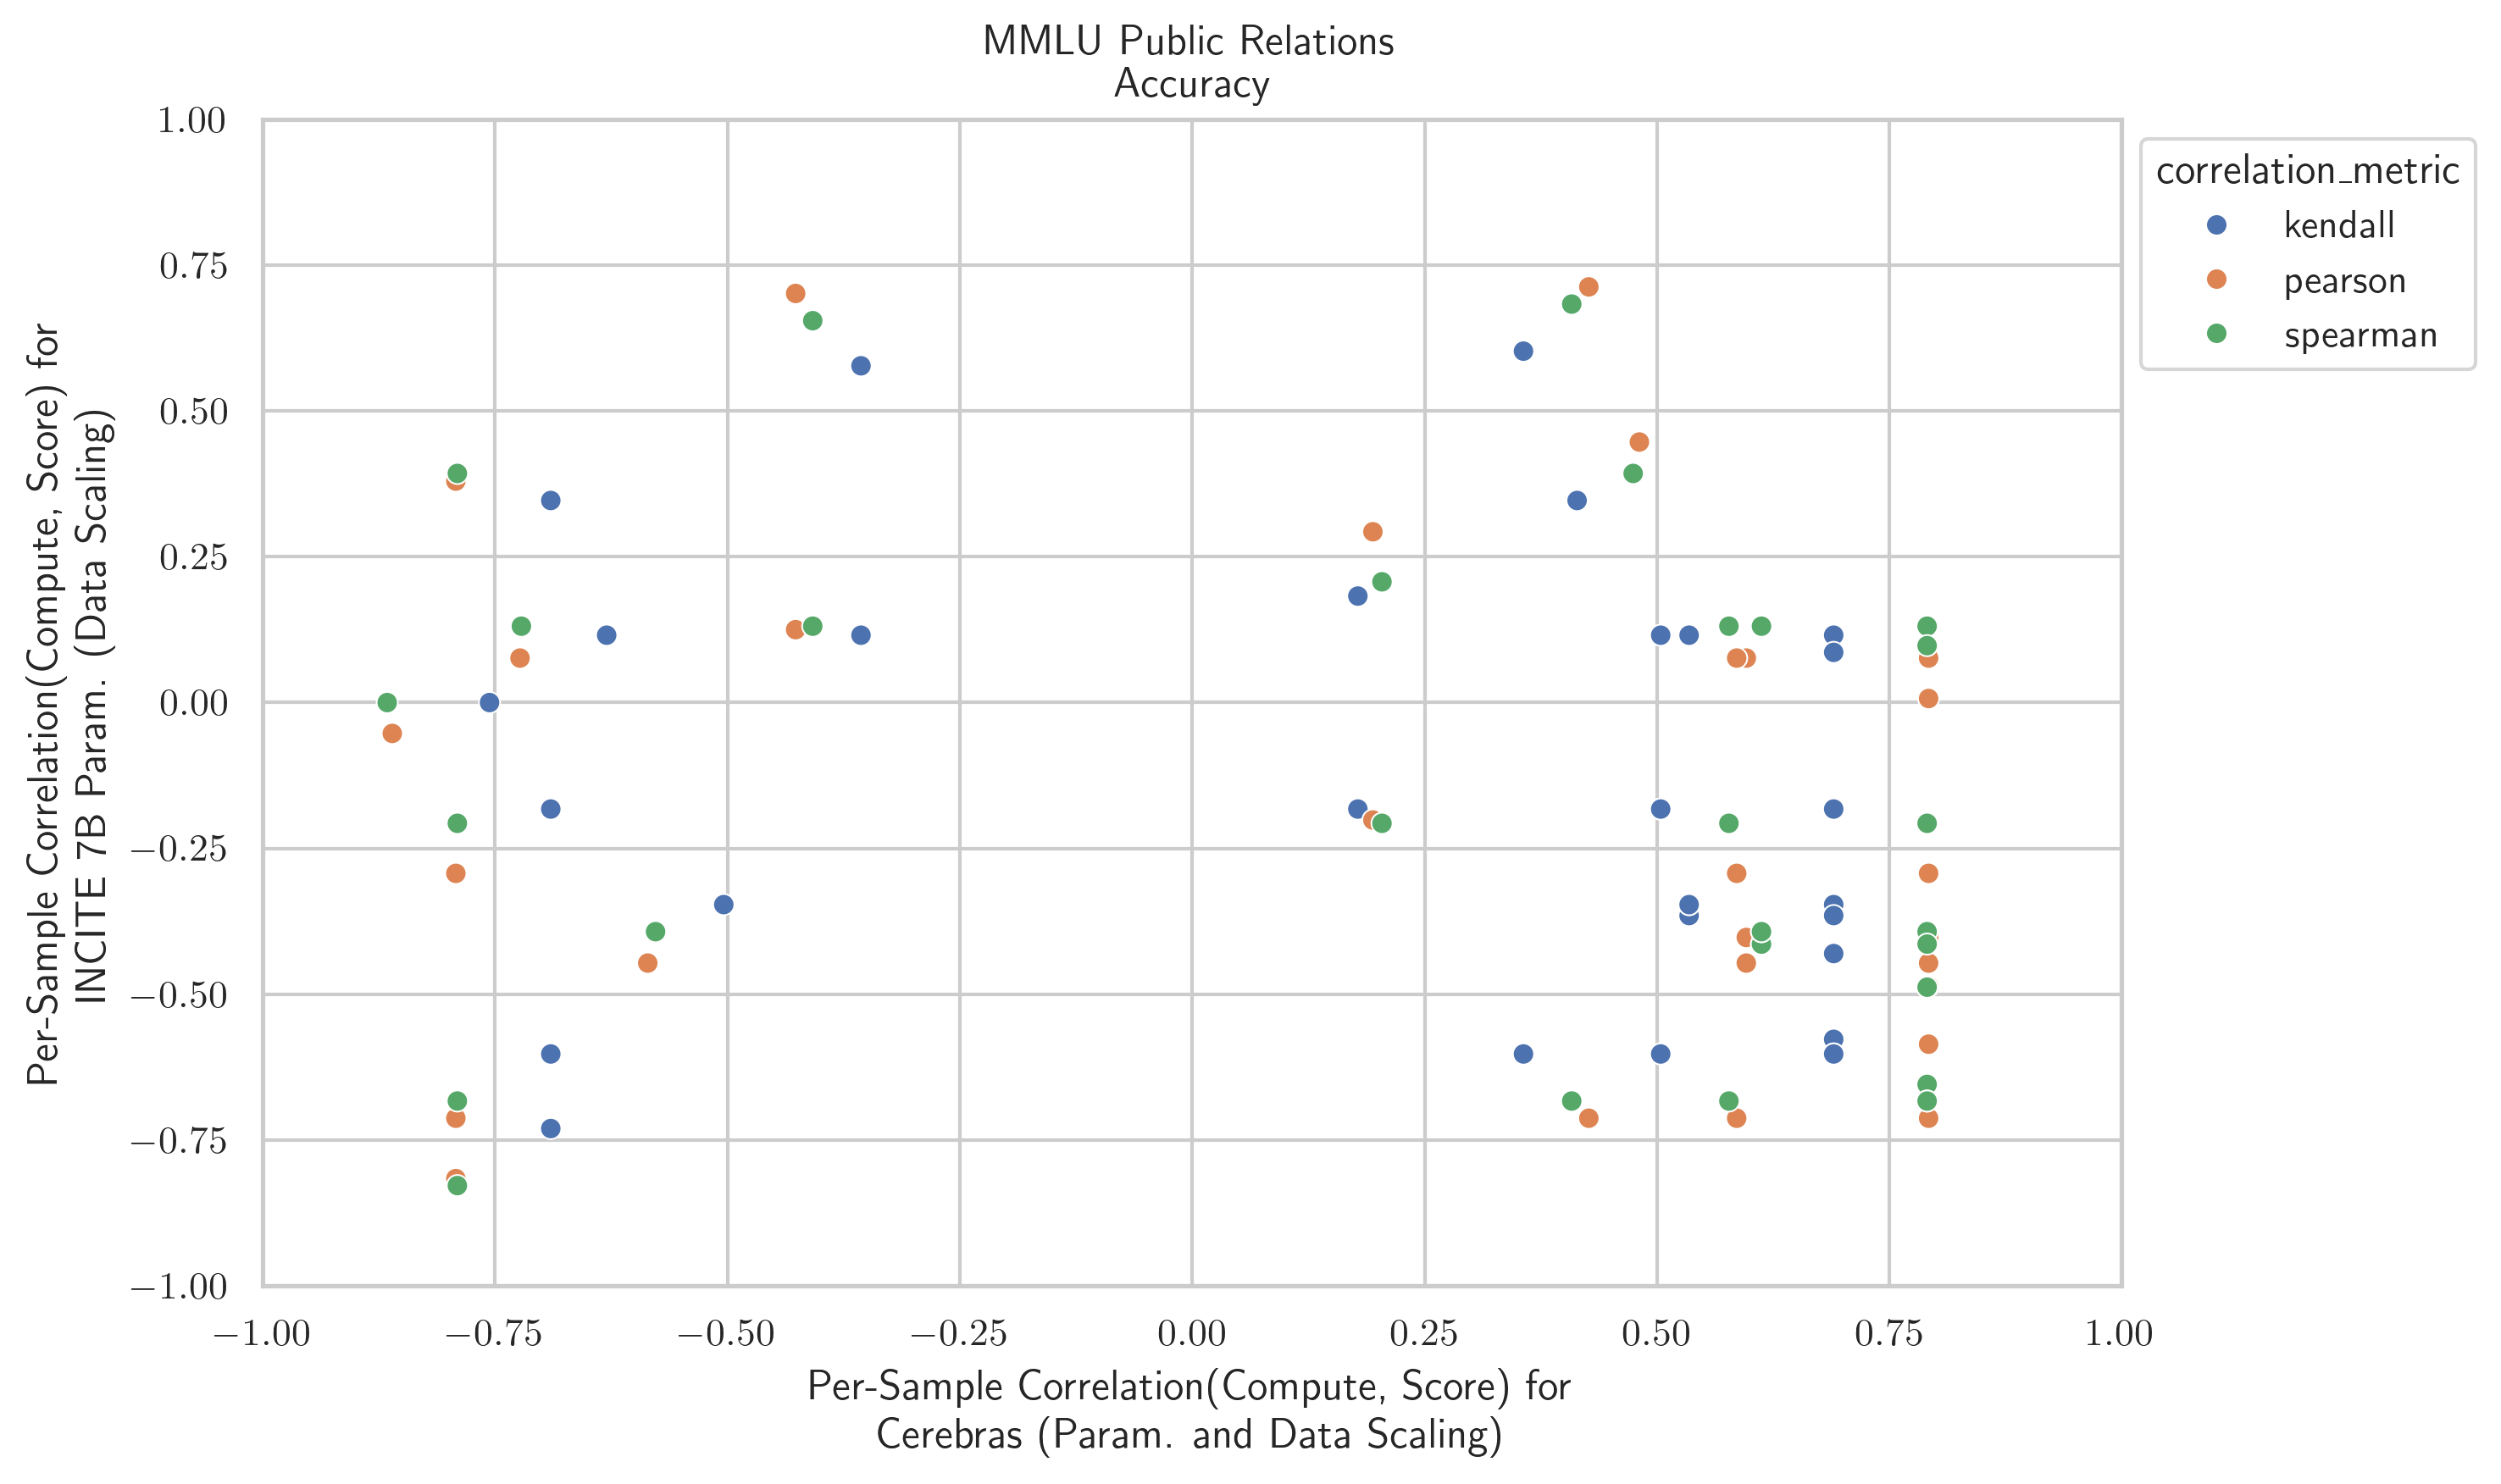 MMLU Public Relations
Accuracy
Per-Sample Correlation(Compute, Score) for
INCITE 7B Param. (Data Scaling)
1.00
0.75
0.50
0.25
0.00
−0.25
−0.50
−0.75
−1.00
correlation_metric
kendall
pearson
spearman
−1.00 −0.75 −0.50 −0.25 0.00 0.25 0.50 0.75 1.00
Per-Sample Correlation(Compute, Score) for
Cerebras (Param. and Data Scaling)